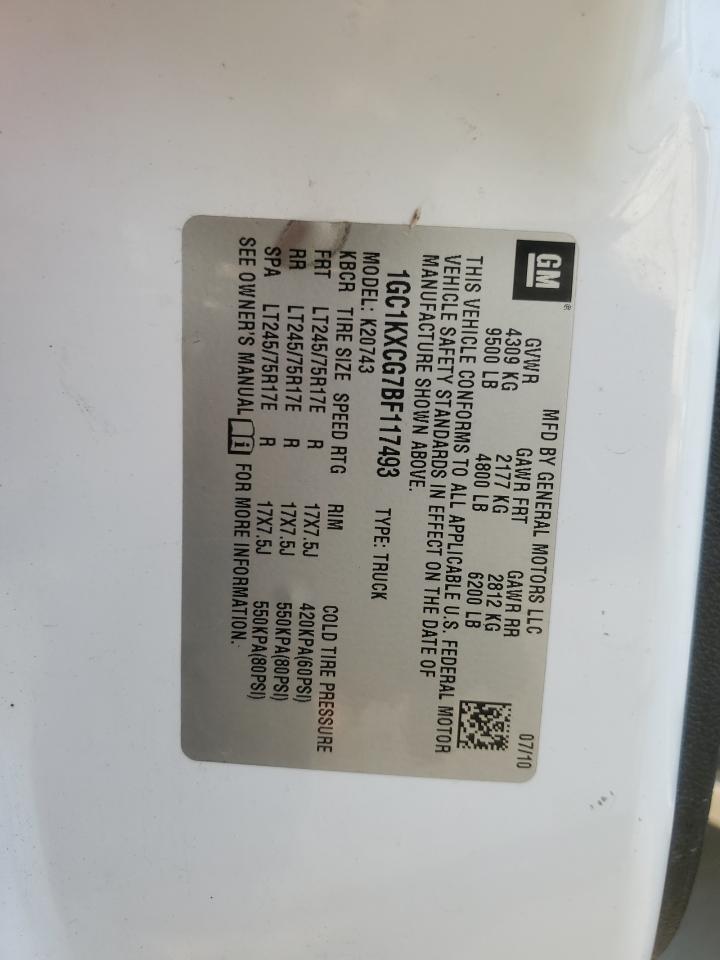 GM®
MFD BY GENERAL MOTORS LLC 07/10
GVWR GAWR FRT GAWR RR
4309 KG 2177 KG 2812 KG
9500 LB 4800 LB 6200 LB
THIS VEHICLE CONFORMS TO ALL APPLICABLE U.S. FEDERAL MOTOR
VEHICLE SAFETY STANDARDS IN EFFECT ON THE DATE OF
MANUFACTURE SHOWN ABOVE.
1GC1KXCG7BF117493 TYPE: TRUCK
MODEL: K20743
KBCR TIRE SIZE SPEED RTG RIM COLD TIRE PRESSURE
FRT LT245/75R17E R 17X7.5J 420KPA(60PSI)
RR LT245/75R17E R 17X7.5J 550KPA(80PSI)
SPA LT245/75R17E R 17X7.5J 550KPA(80PSI)
SEE OWNER'S MANUAL i FOR MORE INFORMATION.